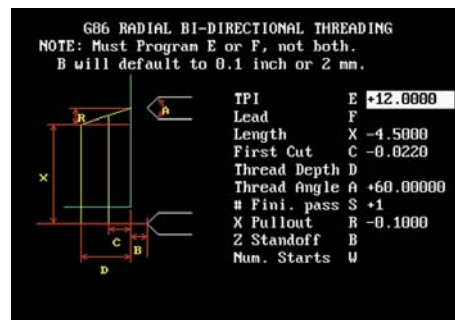 G86 RADIAL BI-DIRECTIONAL THREADING
NOTE: Must Program E or F, not both.
B will default to 0.1 inch or 2 mm.
TPI E +12.0000
Lead F
Length X -4.5000
First Cut C -0.0220
Thread Depth D
Thread Angle A +60.00000
# Fini. pass S +1
X Pullout R -0.1000
Z Standoff B
Num. Starts W
R
A
X
C
B
D